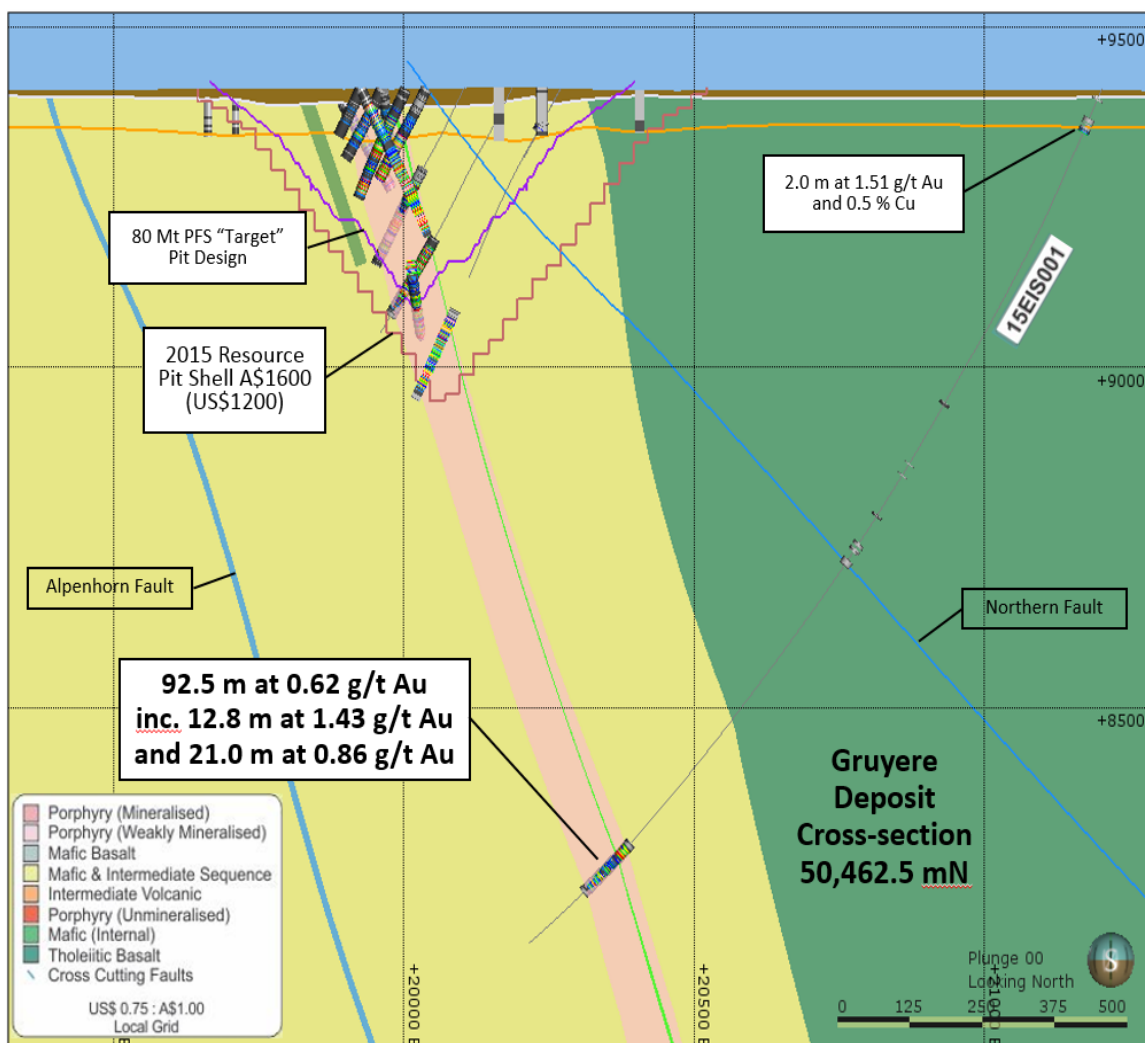 +9500
2.0 m at 1.51 g/t Au
and 0.5 % Cu
80 Mt PFS “Target”
Pit Design
15EIS001
2015 Resource
Pit Shell A$1600
(US$1200)
+9000
Alpenhorn Fault
Northern Fault
92.5 m at 0.62 g/t Au
inc. 12.8 m at 1.43 g/t Au
and 21.0 m at 0.86 g/t Au
+8500
Gruyere
Deposit
Cross-section
50,462.5 mN
Porphyry (Mineralised)
Porphyry (Weakly Mineralised)
Mafic Basalt
Mafic & Intermediate Sequence
Intermediate Volcanic
Porphyry (Unmineralised)
Mafic (Internal)
Tholeiitic Basalt
Cross Cutting Faults
US$ 0.75 : A$1.00
Local Grid
+20000 E
+20500 E
+21000 E
Plunge 00
Looking North
S
0 125 250 375 500